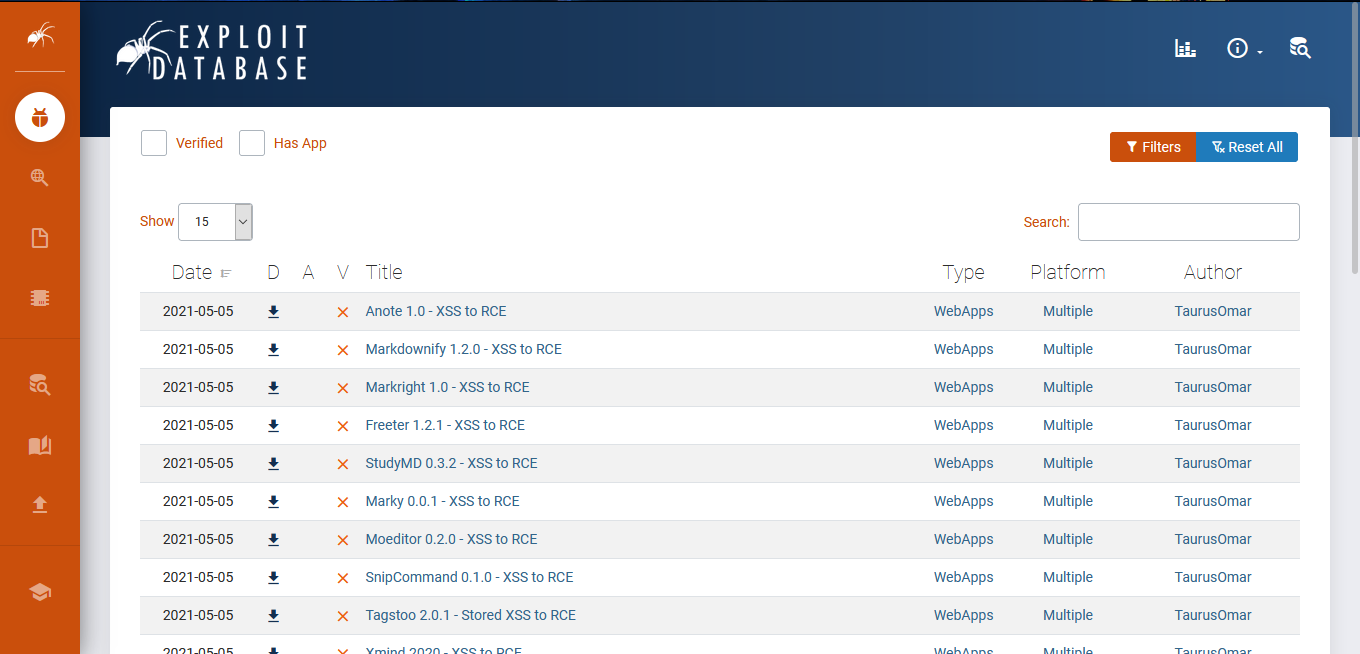 EXPLOIT
DATABASE
Verified Has App Filters Reset All
Show 15 Search:
Date D A V Title Type Platform Author
2021-05-05 Anote 1.0 - XSS to RCE WebApps Multiple TaurusOmar
2021-05-05 Markdownify 1.2.0 - XSS to RCE WebApps Multiple TaurusOmar
2021-05-05 Markright 1.0 - XSS to RCE WebApps Multiple TaurusOmar
2021-05-05 Freeter 1.2.1 - XSS to RCE WebApps Multiple TaurusOmar
2021-05-05 StudyMD 0.3.2 - XSS to RCE WebApps Multiple TaurusOmar
2021-05-05 Marky 0.0.1 - XSS to RCE WebApps Multiple TaurusOmar
2021-05-05 Moeditor 0.2.0 - XSS to RCE WebApps Multiple TaurusOmar
2021-05-05 SnipCommand 0.1.0 - XSS to RCE WebApps Multiple TaurusOmar
2021-05-05 Tagstoo 2.0.1 - Stored XSS to RCE WebApps Multiple TaurusOmar
2021-05-05 Xmind 2020 - XSS to RCE WebApps Multiple TaurusOmar